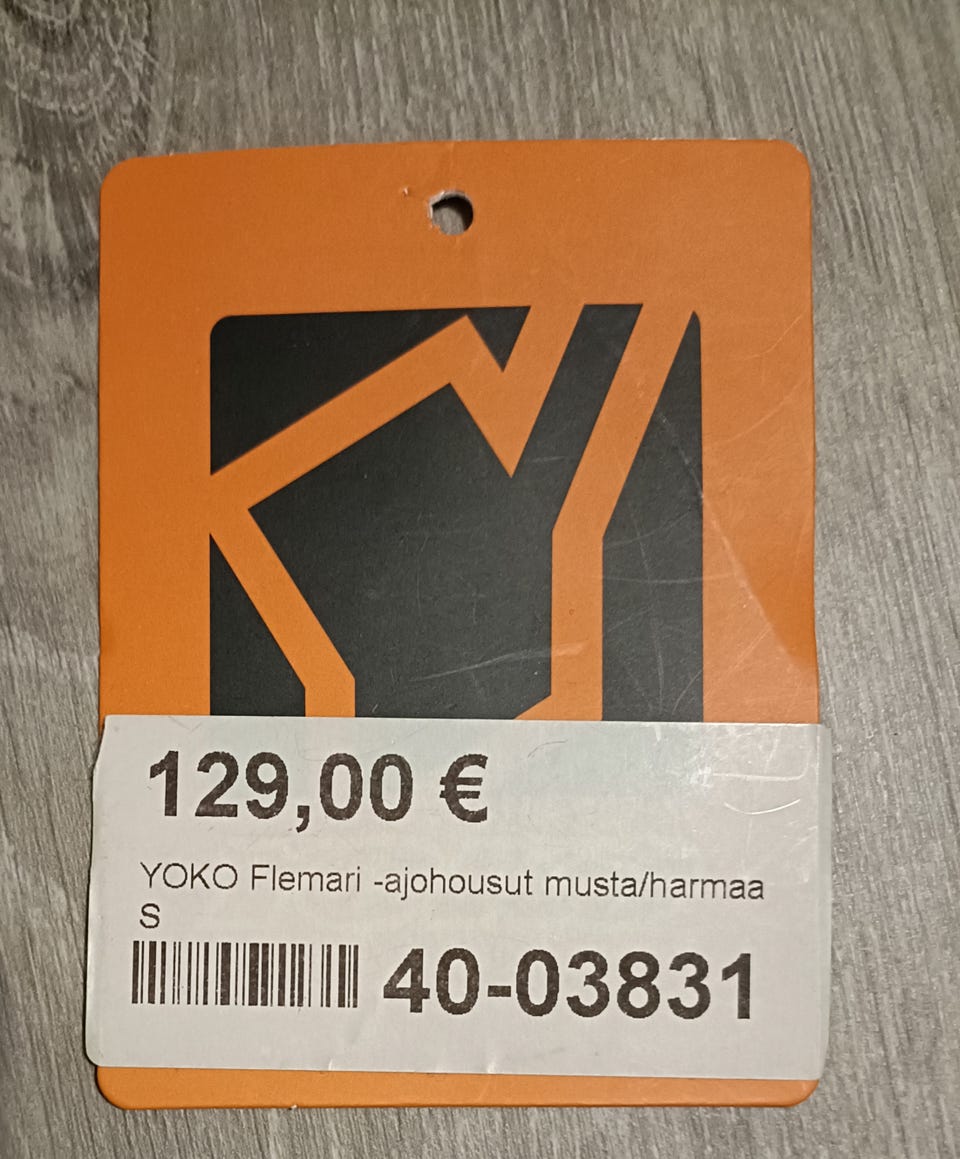 129,00 €
YOKO Flemari -ajohousut musta/harmaa
S
40-03831